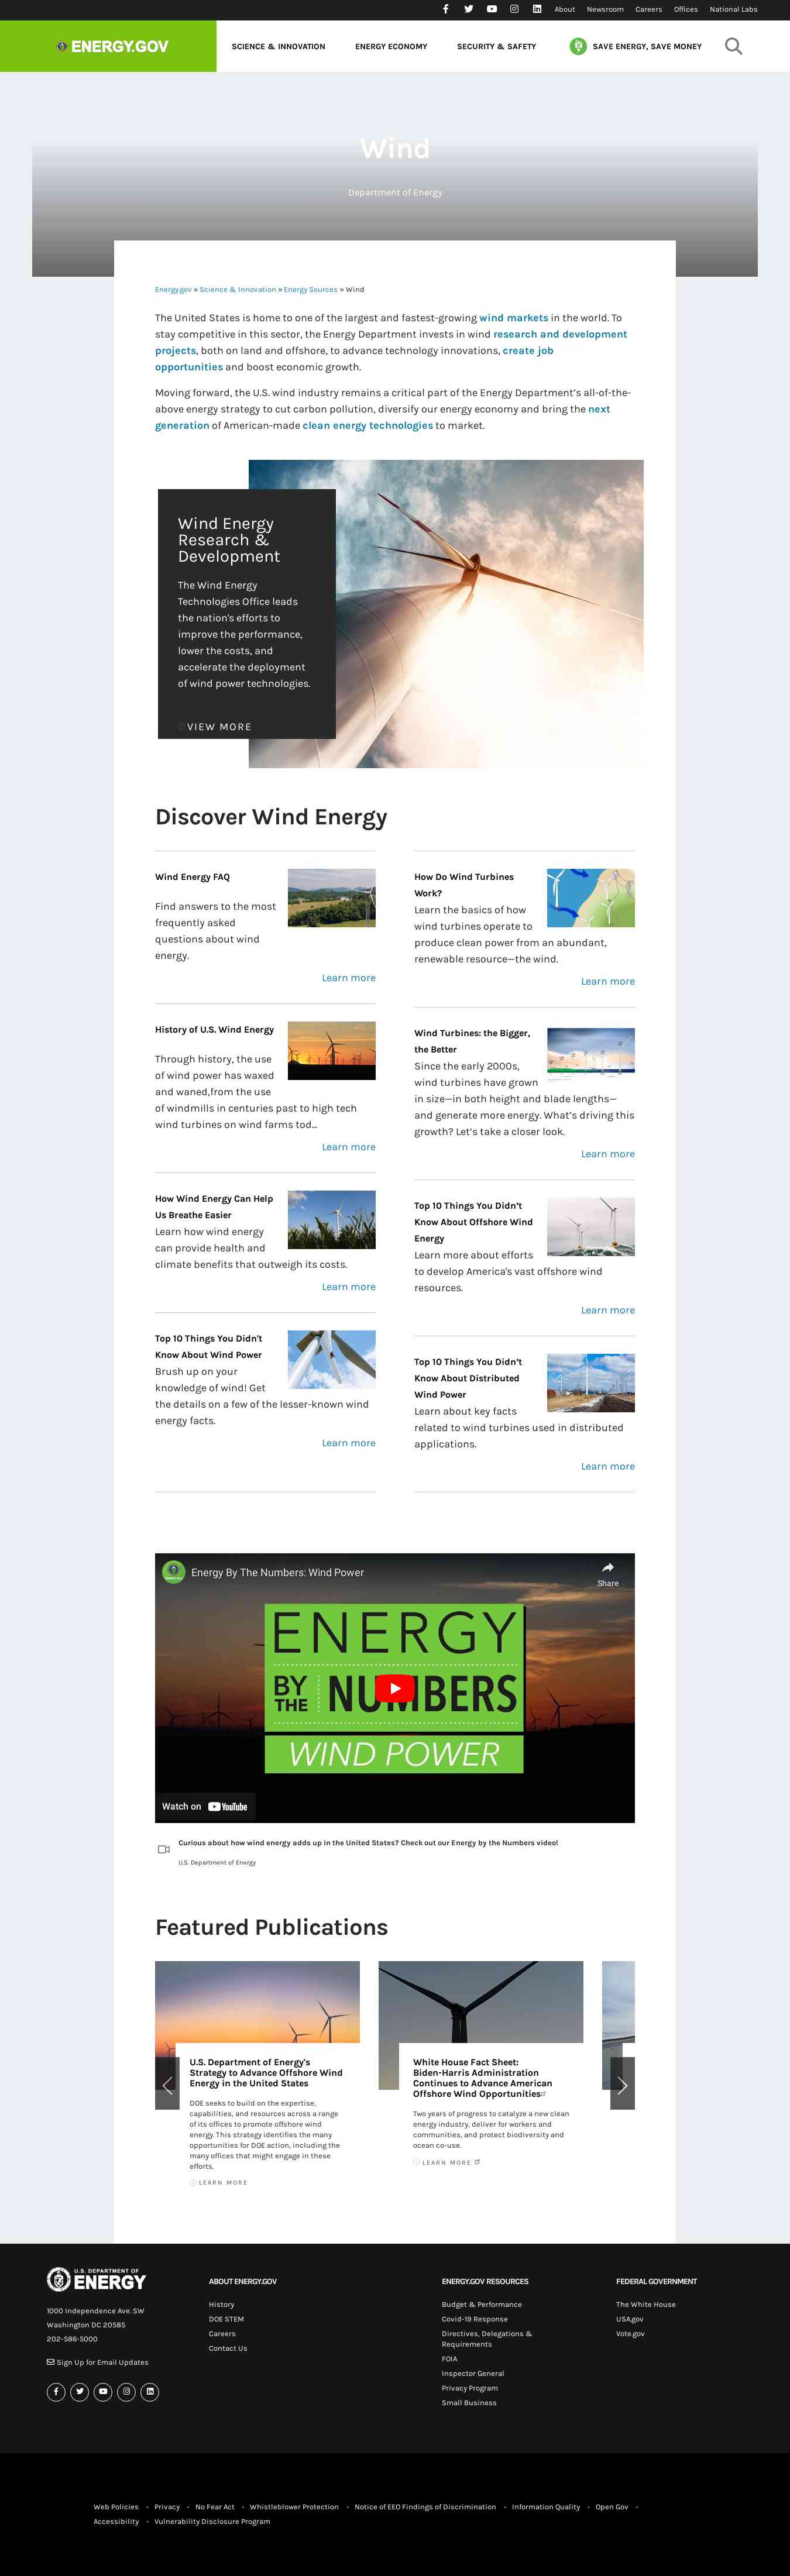 About Newsroom Careers Offices National Labs
ENERGY.GOV
SCIENCE & INNOVATION ENERGY ECONOMY SECURITY & SAFETY SAVE ENERGY, SAVE MONEY
Wind
Department of Energy
Energy.gov » Science & Innovation » Energy Sources » Wind
The United States is home to one of the largest and fastest-growing wind markets in the world. To
stay competitive in this sector, the Energy Department invests in wind research and development
projects, both on land and offshore, to advance technology innovations, create job
opportunities and boost economic growth.
Moving forward, the U.S. wind industry remains a critical part of the Energy Department’s all-of-the-
above energy strategy to cut carbon pollution, diversify our energy economy and bring the next
generation of American-made clean energy technologies to market.
Wind Energy
Research &
Development
The Wind Energy
Technologies Office leads
the nation's efforts to
improve the performance,
lower the costs, and
accelerate the deployment
of wind power technologies.
VIEW MORE
Discover Wind Energy
Wind Energy FAQ
Find answers to the most
frequently asked
questions about wind
energy.
Learn more
History of U.S. Wind Energy
Through history, the use
of wind power has waxed
and waned,from the use
of windmills in centuries past to high tech
wind turbines on wind farms tod...
Learn more
How Wind Energy Can Help
Us Breathe Easier
Learn how wind energy
can provide health and
climate benefits that outweigh its costs.
Learn more
Top 10 Things You Didn't
Know About Wind Power
Brush up on your
knowledge of wind! Get
the details on a few of the lesser-known wind
energy facts.
Learn more
How Do Wind Turbines
Work?
Learn the basics of how
wind turbines operate to
produce clean power from an abundant,
renewable resource—the wind.
Learn more
Wind Turbines: the Bigger,
the Better
Since the early 2000s,
wind turbines have grown
in size—in both height and blade lengths—
and generate more energy. What’s driving this
growth? Let’s take a closer look.
Learn more
Top 10 Things You Didn’t
Know About Offshore Wind
Energy
Learn more about efforts
to develop America's vast offshore wind
resources.
Learn more
Top 10 Things You Didn’t
Know About Distributed
Wind Power
Learn about key facts
related to wind turbines used in distributed
applications.
Learn more
Energy By The Numbers: Wind Power
Share
ENERGY
BY THE NUMBERS
WIND POWER
Watch on YouTube
Curious about how wind energy adds up in the United States? Check out our Energy by the Numbers video!
U.S. Department of Energy
Featured Publications
U.S. Department of Energy's
Strategy to Advance Offshore Wind
Energy in the United States
DOE seeks to build on the expertise,
capabilities, and resources across a range
of its offices to promote offshore wind
energy. This strategy identifies the many
opportunities for DOE action, including the
many offices that might engage in these
efforts.
LEARN MORE
White House Fact Sheet:
Biden-Harris Administration
Continues to Advance American
Offshore Wind Opportunities
Two years of progress to catalyze a new clean
energy industry, deliver for workers and
communities, and protect biodiversity and
ocean co-use.
LEARN MORE
U.S. DEPARTMENT OF
ENERGY
1000 Independence Ave. SW
Washington DC 20585
202-586-5000
Sign Up for Email Updates
ABOUT ENERGY.GOV
History
DOE STEM
Careers
Contact Us
ENERGY.GOV RESOURCES
Budget & Performance
Covid-19 Response
Directives, Delegations &
Requirements
FOIA
Inspector General
Privacy Program
Small Business
FEDERAL GOVERNMENT
The White House
USA.gov
Vote.gov
Web Policies • Privacy • No Fear Act • Whistleblower Protection • Notice of EEO Findings of Discrimination • Information Quality • Open Gov •
Accessibility • Vulnerability Disclosure Program